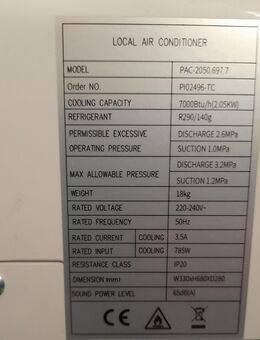 LOCAL AIR CONDITIONER
MODEL PAC-2050.697.7
Order NO. PI02496-TC
COOLING CAPACITY 7000Btu/h(2.05KW)
REFRIGERANT R290/140g
PERMISSIBLE EXCESSIVE DISCHARGE 2.6MPa
OPERATING PRESSURE SUCTION 1.0MPa
MAX ALLOWABLE PRESSURE DISCHARGE 3.2MPa
SUCTION 1.2MPa
WEIGHT 18kg
RATED VOLTAGE 220-240V~
RATED FREQUENCY 50Hz
RATED CURRENT COOLING 3.5A
RATED INPUT COOLING 785W
RESISTANCE CLASS IP20
DIMENSION(mm) W330xH680XD280
SOUND POWER LEVEL 65dB(A)
CE